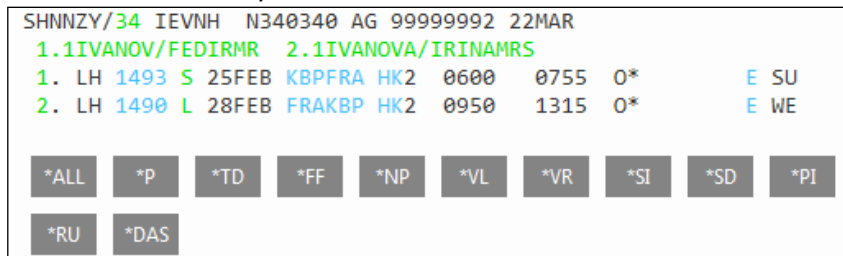 SHNNZY/34 IEVNH N340340 AG 99999992 22MAR
1.1IVANOV/FEDIRMR 2.1IVANOVA/IRINAMRS
1. LH 1493 S 25FEB KBPFRA HK2 0600 0755 O* E SU
2. LH 1490 L 28FEB FRAKBP HK2 0950 1315 O* E WE
*ALL *P *TD *FF *NP *VL *VR *SI *SD *PI
*RU *DAS